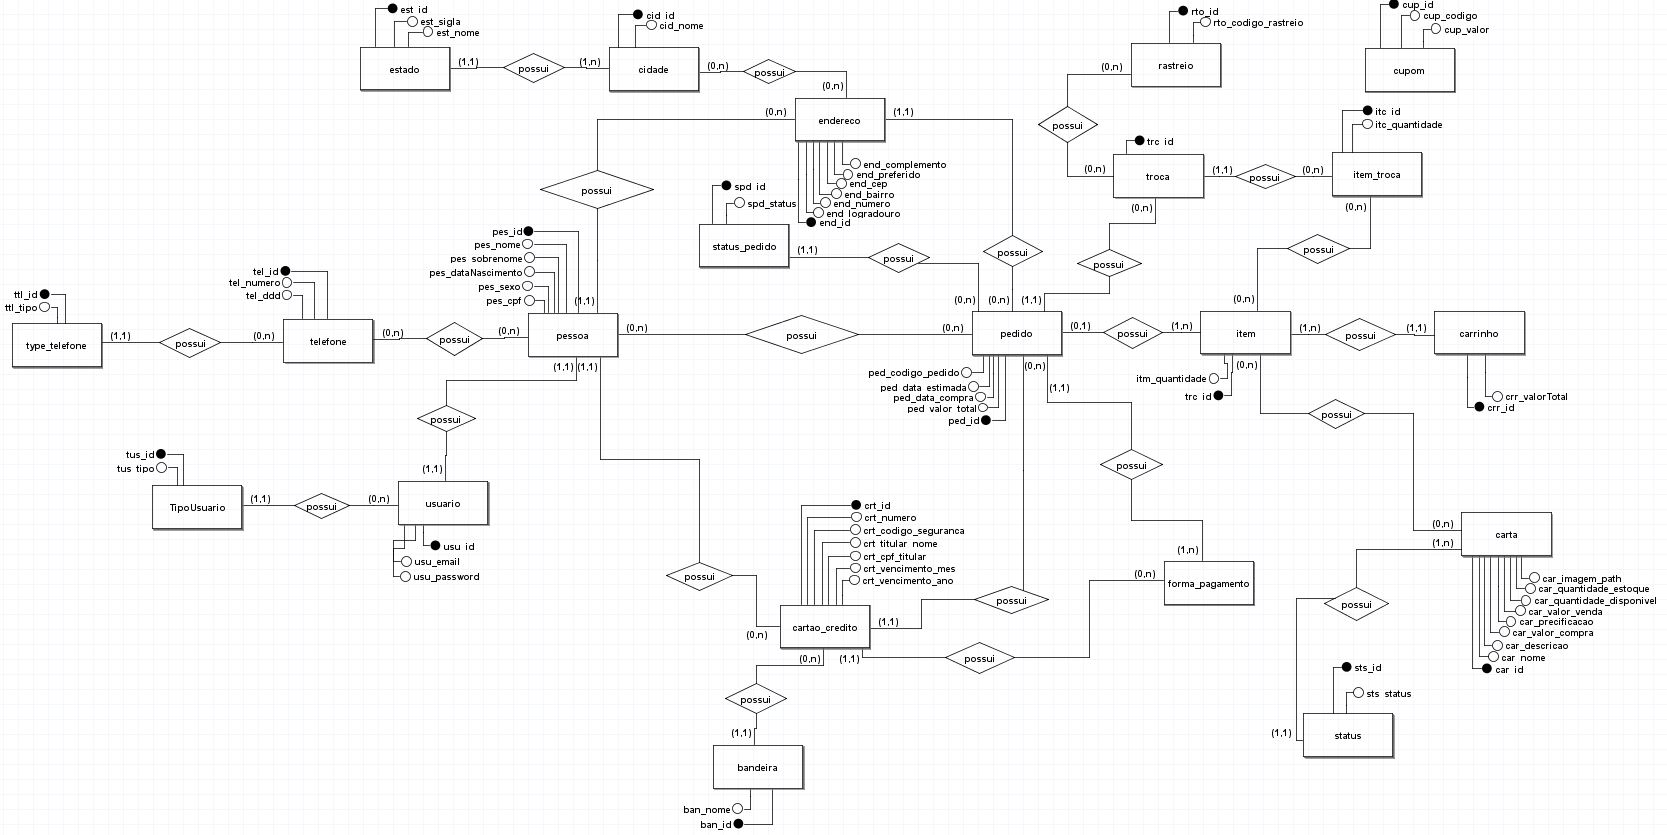 est_id
est_sigla
est_nome
estado
(1,1)
possui
(1,n)
cid_id
cid_nome
cidade
(0,n)
possui
(0,n)
rto_id
rto_codigo_rastreio
rastreio
(0,n)
possui
(0,n)
cup_id
cup_codigo
cup_valor
cupom
(0,n)
endereco
(1,1)
end_complemento
end_preferido
end_cep
end_bairro
end_numero
end_logradouro
end_id
possui
trc_id
troca
(1,1)
possui
(0,n)
itc_id
itc_quantidade
item_troca
(0,n)
(0,n)
possui
possui
(0,n)
spd_id
spd_status
status_pedido
(1,1)
possui
(0,n)
possui
(0,n)
possui
(1,1)
pes_id
pes_nome
pes_sobrenome
pes_dataNascimento
pes_sexo
pes_cpf
(1,1)
ttl_id
ttl_tipo
type_telefone
(1,1)
possui
(0,n)
tel_id
tel_numero
tel_ddd
telefone
(0,n)
possui
(0,n)
pessoa
(0,n)
possui
(0,n)
pedido
(0,1)
possui
(1,n)
item
(1,n)
possui
(1,1)
carrinho
crr_valorTotal
crr_id
(1,1)
(1,1)
ped_codigo_pedido
ped_data_estimada
ped_data_compra
ped_valor_total
ped_id
(0,n)
(1,1)
itm_quantidade
trc_id
(0,n)
possui
possui
(1,1)
tus_id
tus_tipo
TipoUsuario
(1,1)
possui
(0,n)
usuario
usu_id
usu_email
usu_password
possui
(1,n)
forma_pagamento
(0,n)
(0,n)
(1,n)
carta
car_imagem_path
car_quantidade_estoque
car_quantidade_disponivel
car_valor_venda
car_precificacao
car_valor_compra
car_descricao
car_nome
car_id
crt_id
crt_numero
crt_codigo_seguranca
crt_titular_nome
crt_cpf_titular
crt_vencimento_mes
crt_vencimento_ano
possui
(0,n)
cartao_credito
(1,1)
possui
(0,n)
(1,1)
possui
possui
sts_id
sts_status
status
(1,1)
possui
(1,1)
bandeira
ban_nome
ban_id